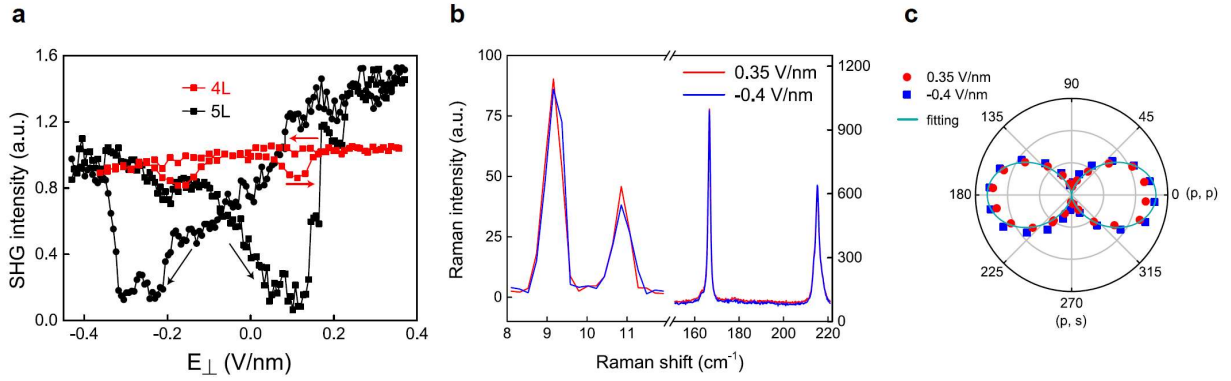 a
SHG intensity (a.u.)
1.6
1.2
0.8
0.4
0.0
4L
5L
-0.4
-0.2
0.0
0.2
0.4
E⊥ (V/nm)
b
Raman intensity (a.u.)
100
75
50
25
0
0.35 V/nm
-0.4 V/nm
1200
900
600
300
0
8
9
10
11
160
180
200
220
Raman shift (cm⁻¹)
c
0.35 V/nm
-0.4 V/nm
fitting
90
135
45
180
0 (p, p)
225
315
270
(p, s)